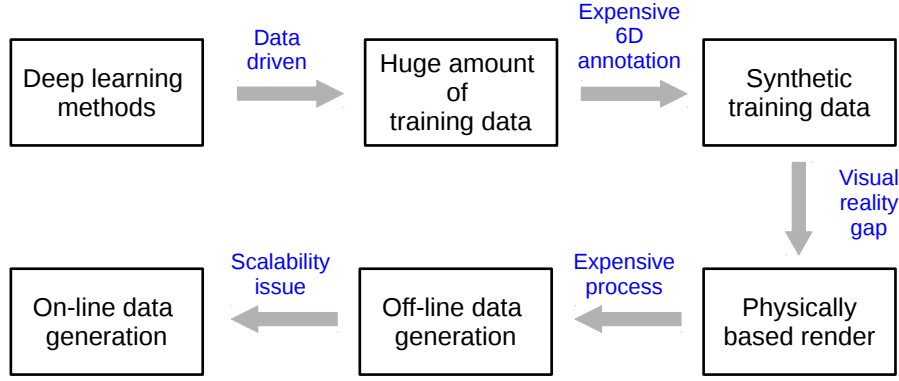 Deep learning
methods
Data
driven
Huge amount
of
training data
Expensive
6D
annotation
Synthetic
training data
Visual
reality
gap
Physically
based render
Expensive
process
Off-line data
generation
Scalability
issue
On-line data
generation